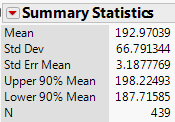 Summary Statistics
Mean 192.97039
Std Dev 66.791344
Std Err Mean 3.1877769
Upper 90% Mean 198.22493
Lower 90% Mean 187.71585
N 439